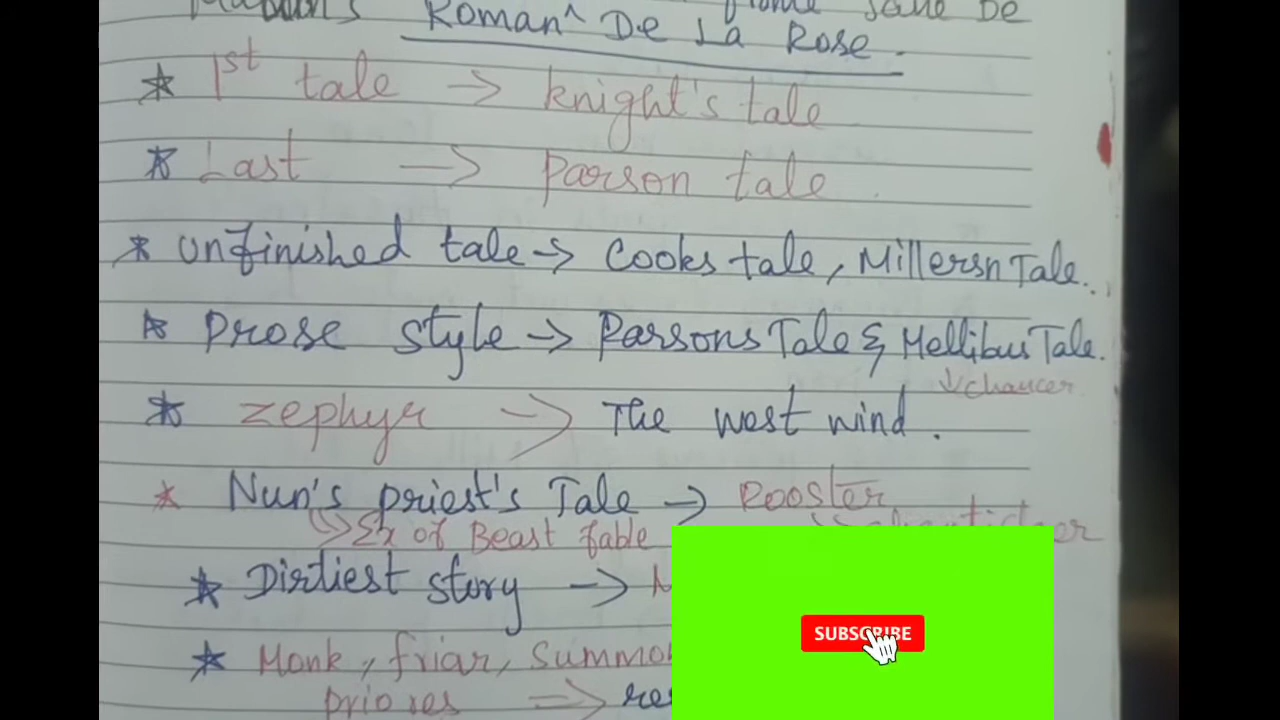 Roman^ De La Rose.
* 1st tale → knight's tale
* Last → Parson tale.
* Unfinished tale → Cooks tale, Millersn Tale..
* Prose style → Parsons Tale & Mellibus Tale.
↓ chaucer
* Zephyr → The west wind.
* Nun's priest's Tale → Rooster
↳ Ex of Beast fable
* Dirtiest story →
* Monk, friar,
priores →
SUBSCRIBE